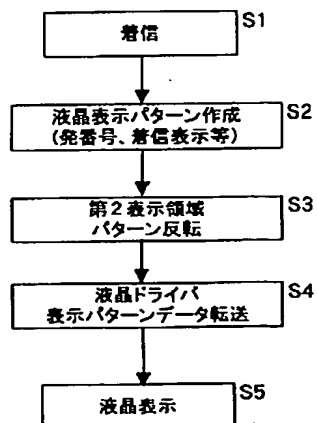 着信
S1
液晶表示パターン作成
(発番号、着信表示等)
S2
第2表示領域
パターン反転
S3
液晶ドライバ
表示パターンデータ転送
S4
液晶表示
S5